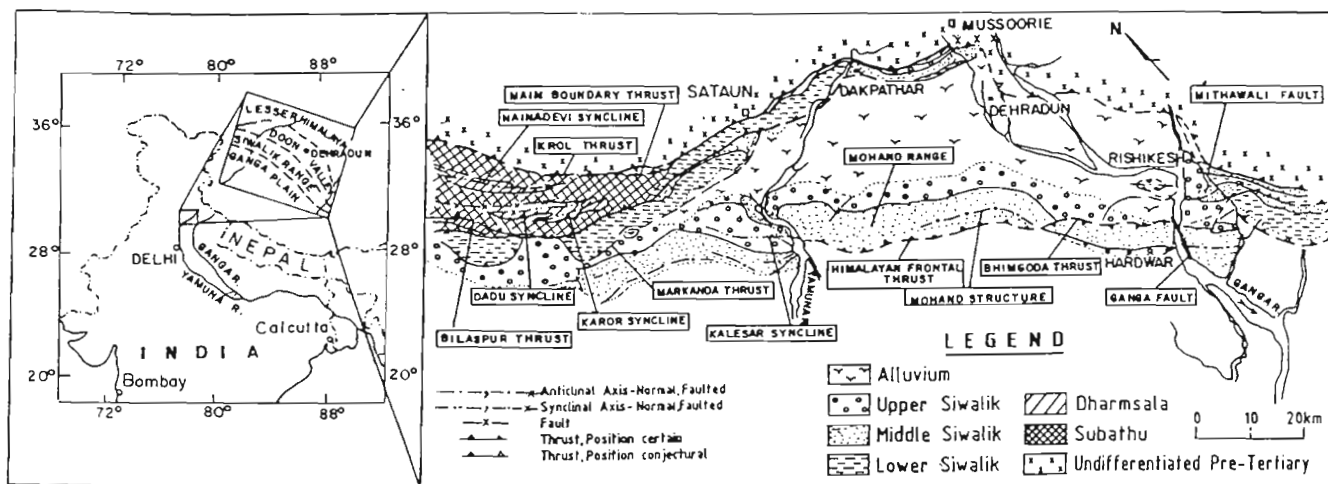 72°
80°
88°
36°
36°
LESSER HIMALAYA
DOON VALLEY
DEHRADUN
SIWALIK RANGE
GANGA PLAIN
28°
28°
DELHI
NEPAL
GANGA R.
YAMUNA R.
Calcutta
INDIA
Bombay
20°
20°
72°
80°
88°
MUSSOORIE
N
MAIM BOUNDARY THRUST
SATAUN
DAKPATHAR
DEHRADUN
MITHAWALI FAULT
NAINADEVI SYNCLINE
KROL THRUST
MOHAND RANGE
RISHIKESH
HIMALAYAN FRONTAL THRUST
BHIMGODA THRUST
HARDWAR
DADU SYNCLINE
MARKANDA THRUST
YAMUNA R
MOHAND STRUCTURE
GANGA FAULT
GANGA R.
KAROR SYNCLINE
KALESAR SYNCLINE
BILASPUR THRUST
LEGEND
Anticlinal Axis-Normal, Faulted
Synclinal Axis-Normal, Faulted
Fault
Thrust, Position certain
Thrust, Position conjectural
Alluvium
Upper Siwalik
Middle Siwalik
Lower Siwalik
Dharmsala
Subathu
Undifferentiated Pre-Tertiary
0 10 20km